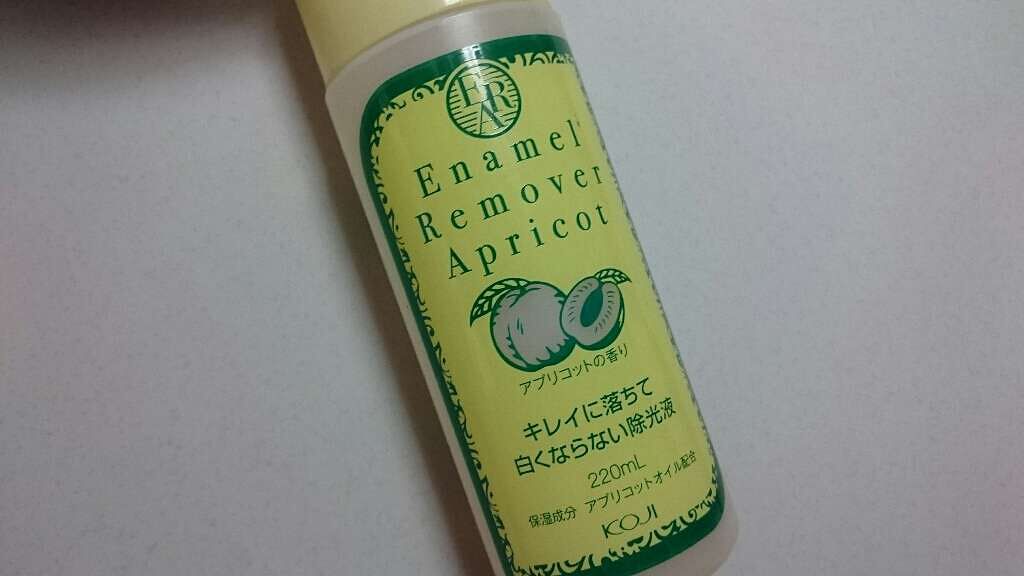 ERA
Enamel
Remover
Apricot
アプリコットの香り
キレイに落ちて
白くならない除光液
220mL
保湿成分 アプリコットオイル配合
KOJI